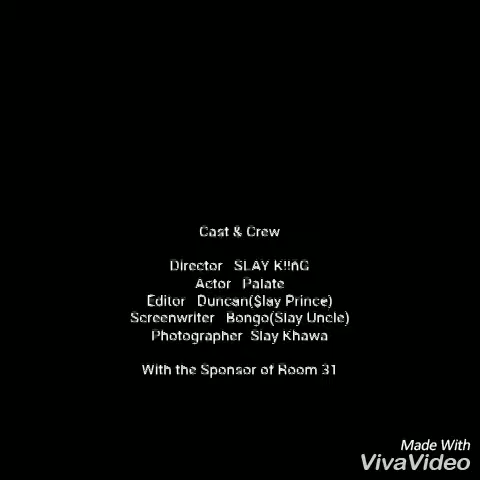 Cast & Crew
Director SLAY K!!ñG
Actor Palate
Editor Duncan($lay Prince)
Screenwriter Bongo(Slay Uncle)
Photographer Slay Khawa
With the Sponsor of Room 31
Made With
VivaVideo